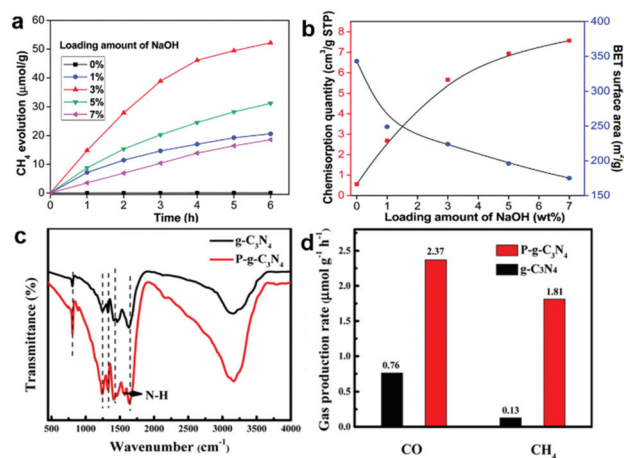 a
Loading amount of NaOH
0%
1%
3%
5%
7%
CH4 evolution (μmol/g)
60
50
40
30
20
10
0
0 1 2 3 4 5 6
Time (h)
b
Chemisorption quantity (cm³/g STP)
8
7
6
5
4
3
2
1
0
BET surface area (m²/g)
400
350
300
250
200
150
0 1 2 3 4 5 6 7
Loading amount of NaOH (wt%)
c
g-C3N4
P-g-C3N4
Transmittance (%)
N-H
500 1000 1500 2000 2500 3000 3500 4000
Wavenumber (cm⁻¹)
d
P-g-C3N4
g-C3N4
Gas production rate (μmol g⁻¹ h⁻¹)
2.5
2.0
1.5
1.0
0.5
0.0
0.76
2.37
0.13
1.81
CO CH4